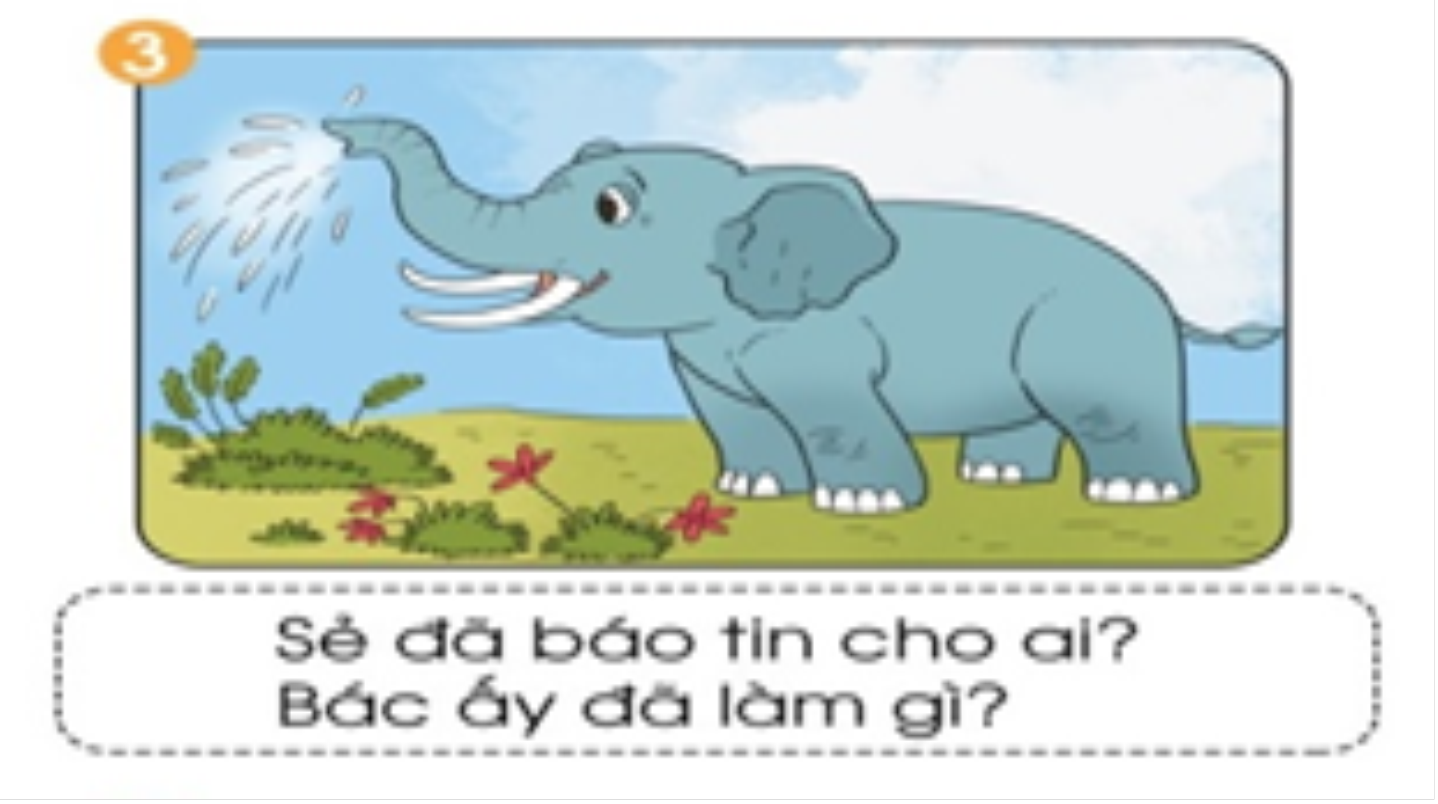 3
Sẻ đã báo tin cho ai?
Bác ấy đã làm gì?